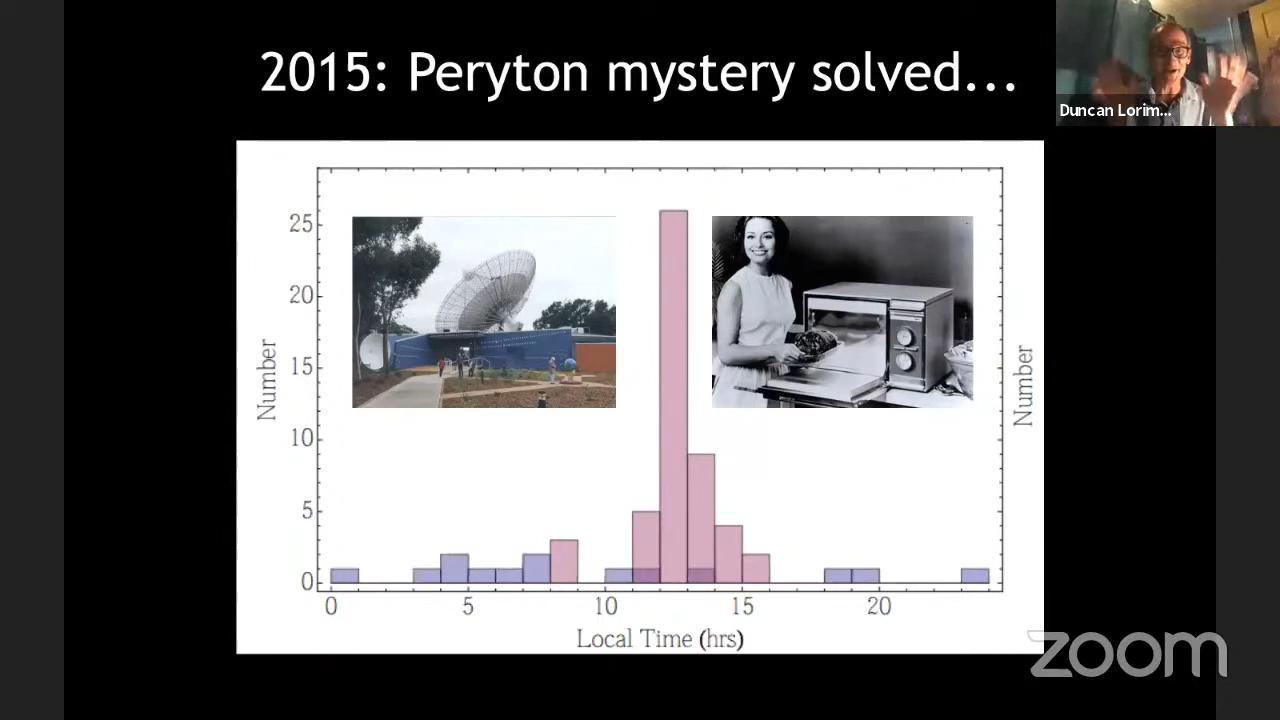 2015: Peryton mystery solved...
Duncan Lorim...
25
20
15
10
5
0
Number
Number
0 5 10 15 20
Local Time (hrs)
zoom